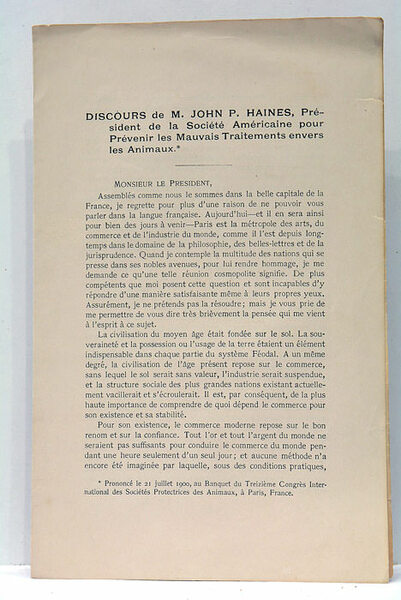 DISCOURS de M. JOHN P. HAINES, Pré-
sident de la Société Américaine pour
Prévenir les Mauvais Traitements envers
les Animaux.*
MONSIEUR LE PRESIDENT,
Assemblés comme nous le sommes dans la belle capitale de la
France, je regrette pour plus d'une raison de ne pouvoir vous
parler dans la langue française. Aujourd'hui—et il en sera ainsi
pour bien des jours à venir—Paris est la métropole des arts, du
commerce et de l'industrie du monde, comme il l'est depuis long-
temps dans le domaine de la philosophie, des belles-lettres et de la
jurisprudence. Quand je contemple la multitude des nations qui se
presse dans ses nobles avenues, pour lui rendre hommage, je me
demande ce qu'une telle réunion cosmopolite signifie. De plus
compétents que moi posent cette question et sont incapables d'y
répondre d'une manière satisfaisante même à leurs propres yeux.
Assurément, je ne prétends pas la résoudre; mais je vous prie de
me permettre de vous dire très brièvement la pensée qui me vient
à l'esprit à ce sujet.
La civilisation du moyen âge était fondée sur le sol. La sou-
veraineté et la possession ou l'usage de la terre étaient un élément
indispensable dans chaque partie du système Féodal. A un même
degré, la civilisation de l'âge présent repose sur le commerce,
sans lequel le sol serait sans valeur, l'industrie serait suspendue,
et la structure sociale des plus grandes nations existant actuelle-
ment vacillerait et s'écroulerait. Il est, par conséquent, de la plus
haute importance de comprendre de quoi dépend le commerce pour
son existence et sa stabilité.
Pour son existence, le commerce moderne repose sur le bon
renom et sur la confiance. Tout l'or et tout l'argent du monde ne
seraient pas suffisants pour conduire le commerce du monde pen-
dant une heure seulement d'un seul jour; et aucune méthode n'a
encore été imaginée par laquelle, sous des conditions pratiques,
* Prononcé le 21 juillet 1900, au Banquet du Treizième Congrès Inter-
national des Sociétés Protectrices des Animaux, à Paris, France.